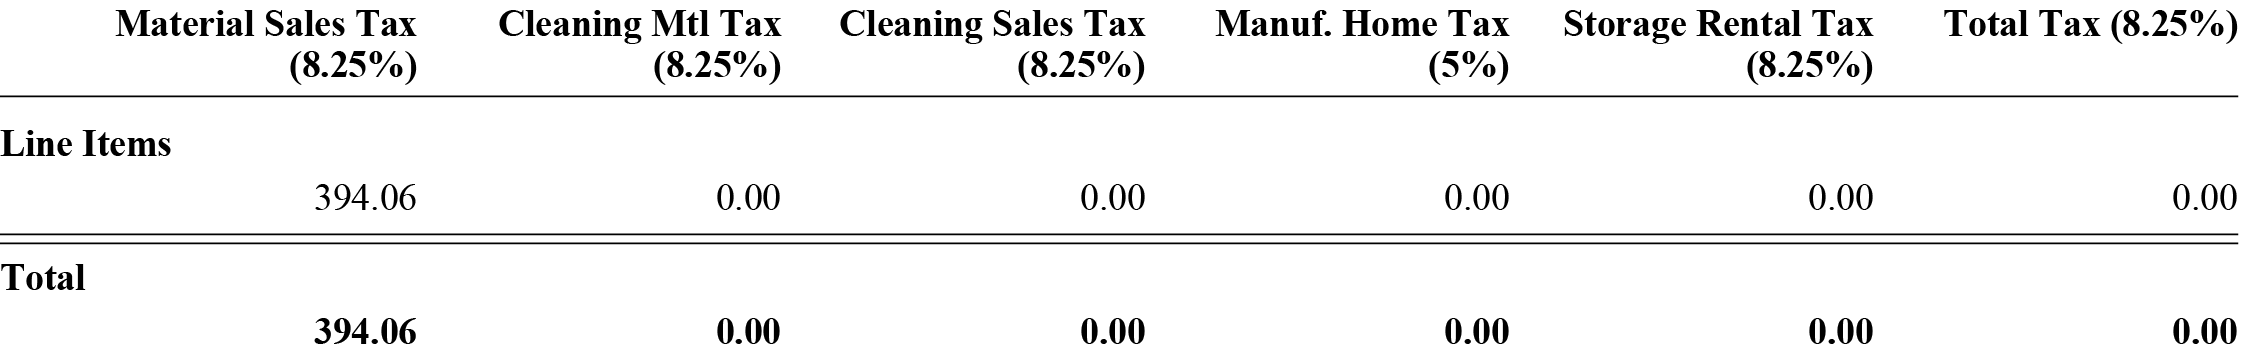 Material Sales Tax (8.25%) Cleaning Mtl Tax (8.25%) Cleaning Sales Tax (8.25%) Manuf. Home Tax (5%) Storage Rental Tax (8.25%) Total Tax (8.25%)
Line Items
394.06 0.00 0.00 0.00 0.00 0.00
Total
394.06 0.00 0.00 0.00 0.00 0.00